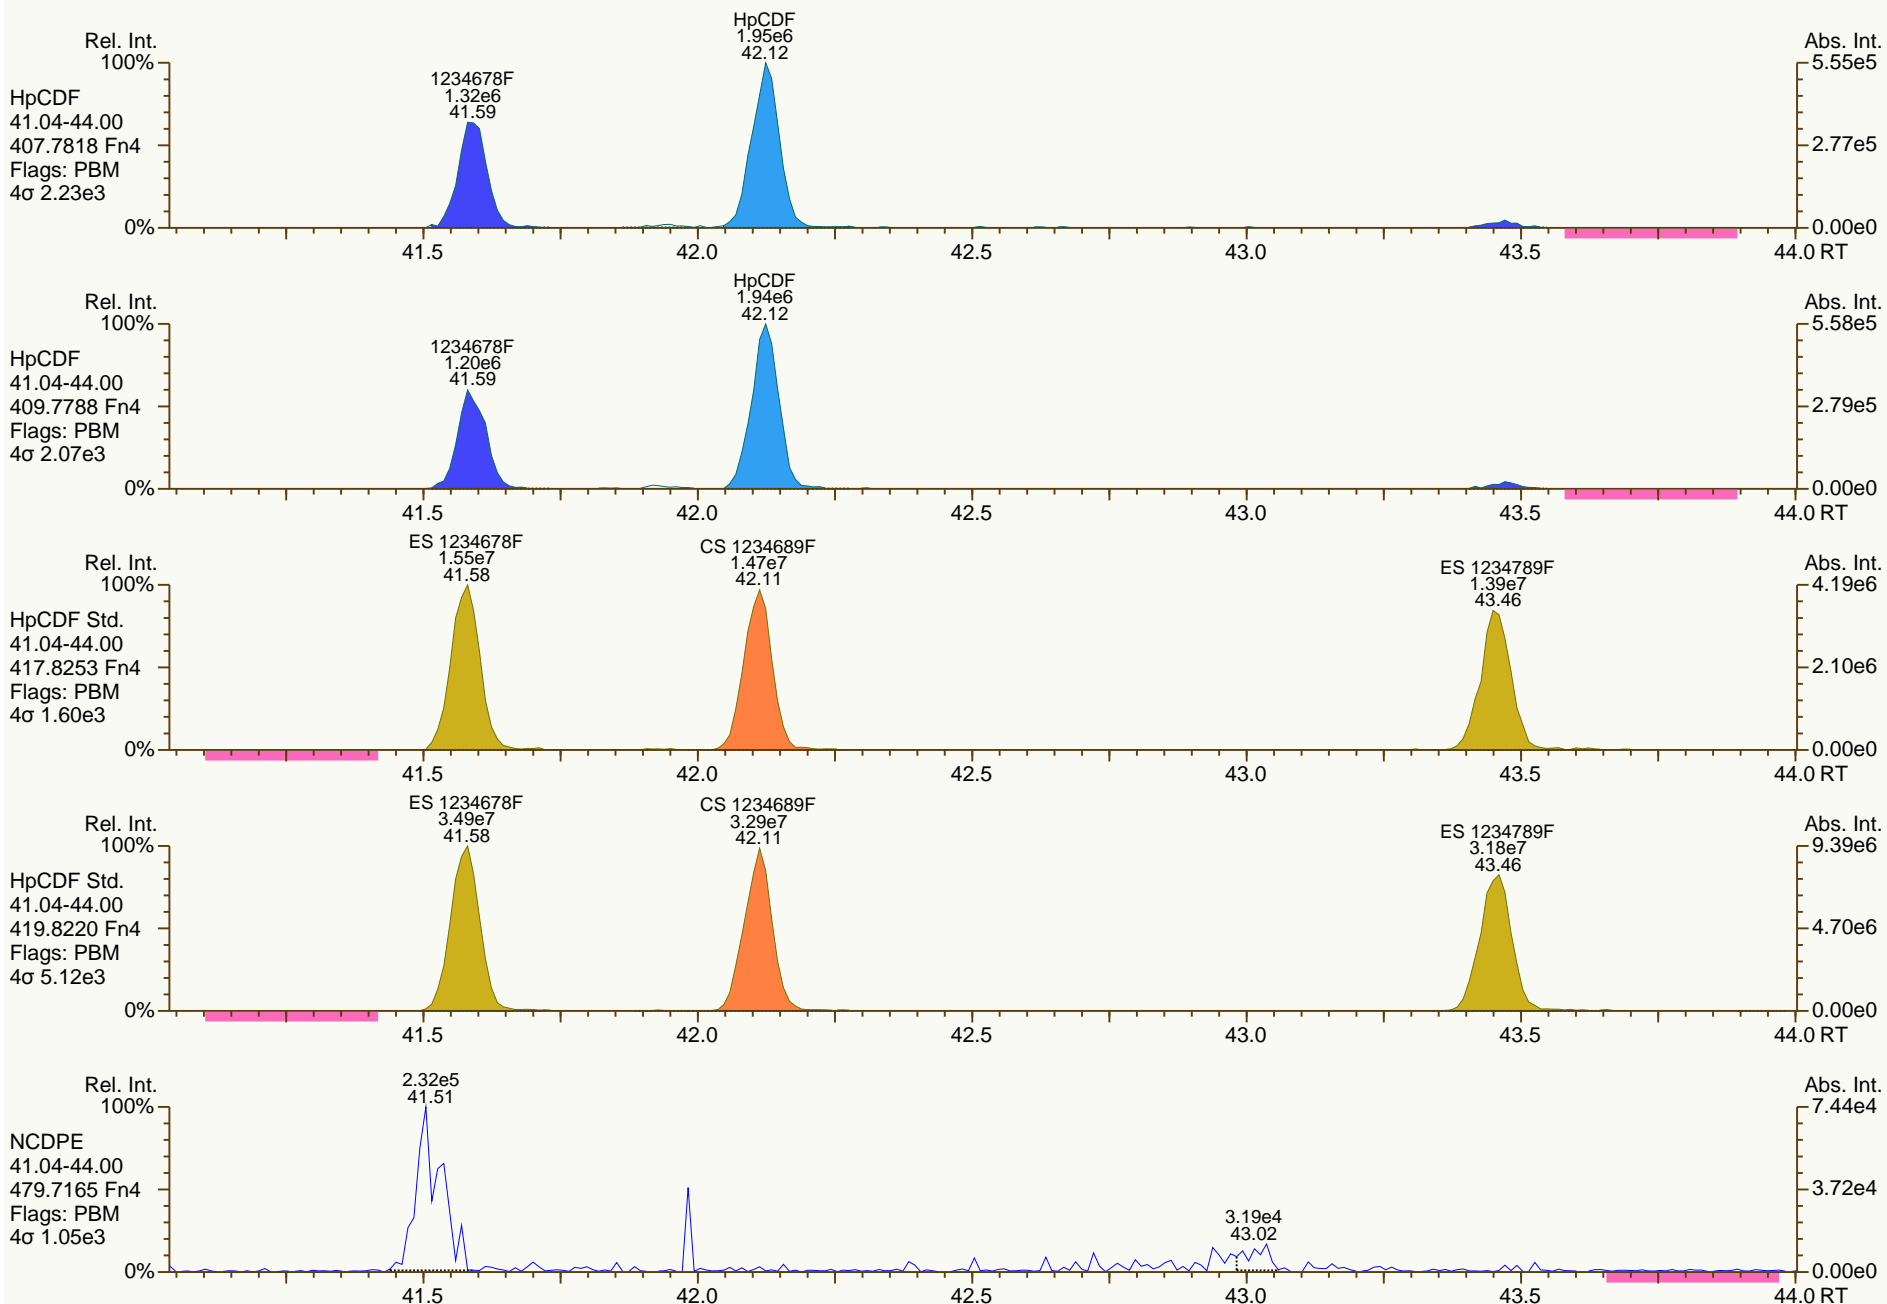 HpCDF
1.95e6
42.12
Rel. Int.
Abs. Int.
100%
5.55e5
1234678F
1.32e6
41.59
HpCDF
41.04-44.00
407.7818 Fn4
Flags: PBM
4σ 2.23e3
2.77e5
0%
0.00e0
41.5
42.0
42.5
43.0
43.5
44.0 RT
HpCDF
1.94e6
42.12
Rel. Int.
Abs. Int.
100%
5.58e5
1234678F
1.20e6
41.59
HpCDF
41.04-44.00
409.7788 Fn4
Flags: PBM
4σ 2.07e3
2.79e5
0%
0.00e0
41.5
42.0
42.5
43.0
43.5
44.0 RT
ES 1234678F
1.55e7
41.58
CS 1234689F
1.47e7
42.11
ES 1234789F
1.39e7
43.46
Rel. Int.
Abs. Int.
100%
4.19e6
HpCDF Std.
41.04-44.00
417.8253 Fn4
Flags: PBM
4σ 1.60e3
2.10e6
0%
0.00e0
41.5
42.0
42.5
43.0
43.5
44.0 RT
ES 1234678F
3.49e7
41.58
CS 1234689F
3.29e7
42.11
ES 1234789F
3.18e7
43.46
Rel. Int.
Abs. Int.
100%
9.39e6
HpCDF Std.
41.04-44.00
419.8220 Fn4
Flags: PBM
4σ 5.12e3
4.70e6
0%
0.00e0
41.5
42.0
42.5
43.0
43.5
44.0 RT
2.32e5
41.51
Rel. Int.
Abs. Int.
100%
7.44e4
NCDPE
41.04-44.00
479.7165 Fn4
Flags: PBM
4σ 1.05e3
3.72e4
3.19e4
43.02
0%
0.00e0
41.5
42.0
42.5
43.0
43.5
44.0 RT